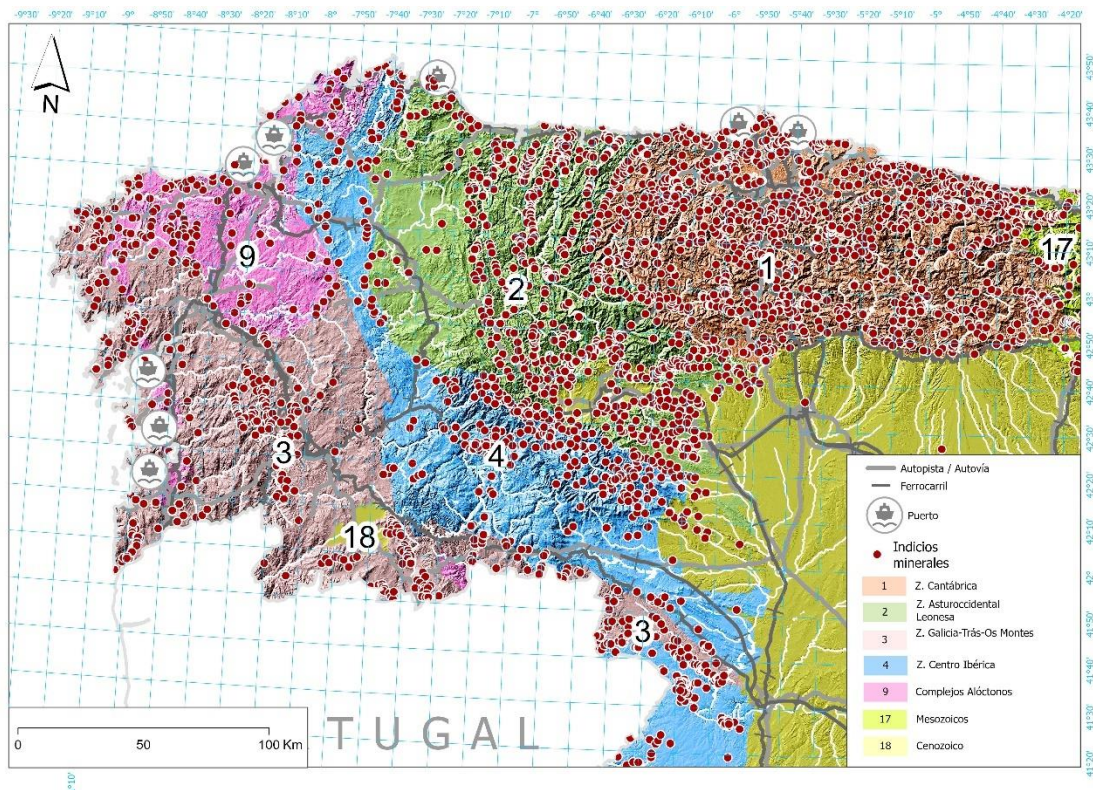 -9°30' -9°20' -9°10' -9° -8°50' -8°40' -8°30' -8°20' -8°10' -8° -7°50' -7°40' -7°30' -7°20' -7°10' -7° -6°50' -6°40' -6°30' -6°20' -6°10' -6° -5°50' -5°40' -5°30' -5°20' -5°10' -5° -4°50' -4°40' -4°30' -4°20'
N
43°50'
43°40'
43°30'
43°20'
43°10'
43°
42°50'
42°40'
42°30'
42°20'
42°10'
42°
41°50'
41°40'
41°30'
41°20'
17
9
1
2
3
4
18
3
TUGAL
0 50 100 Km
Autopista / Autovía
Ferrocarril
Puerto
Indicios
minerales
1 Z. Cantábrica
2 Z. Asturoccidental
Leonesa
3 Z. Galicia-Trás-Os Montes
4 Z. Centro Ibérica
9 Complejos Alóctonos
17 Mesozoicos
18 Cenozoico